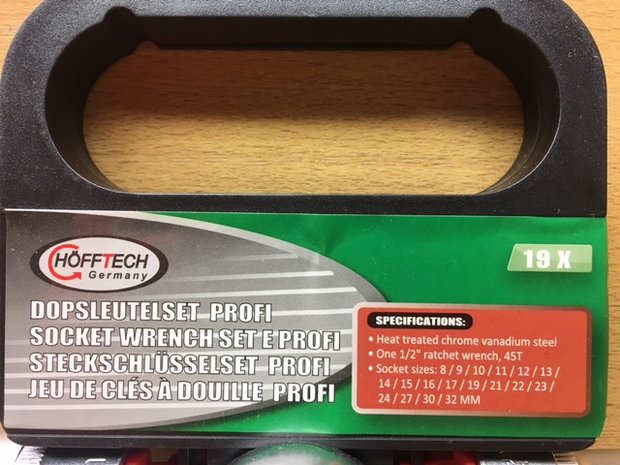 HÖFFTECH
Germany
19 X
DOPSLEUTELSET PROFI
SOCKET WRENCH SET E PROFI
STECKSCHLÜSSELSET PROFI
JEU DE CLÉS À DOUILLE PROFI
SPECIFICATIONS:
• Heat treated chrome vanadium steel
• One 1/2" ratchet wrench, 45T
• Socket sizes: 8 / 9 / 10 / 11 / 12 / 13 /
14 / 15 / 16 / 17 / 19 / 21 / 22 / 23 /
24 / 27 / 30 / 32 MM